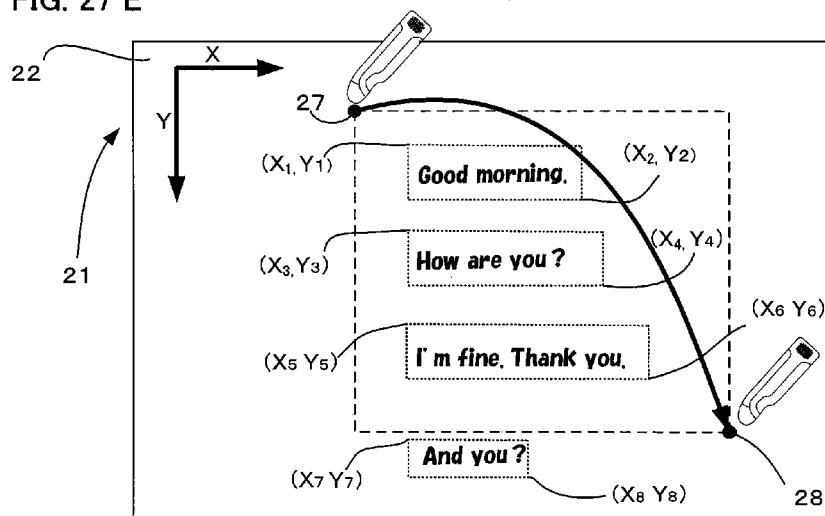 FIG. 27 E
22
X
Y
27
(X1, Y1)
Good morning.
(X2, Y2)
21
(X3, Y3)
How are you?
(X4, Y4)
(X5 Y5)
I'm fine. Thank you.
(X6 Y6)
(X7 Y7)
And you?
(X8 Y8)
28